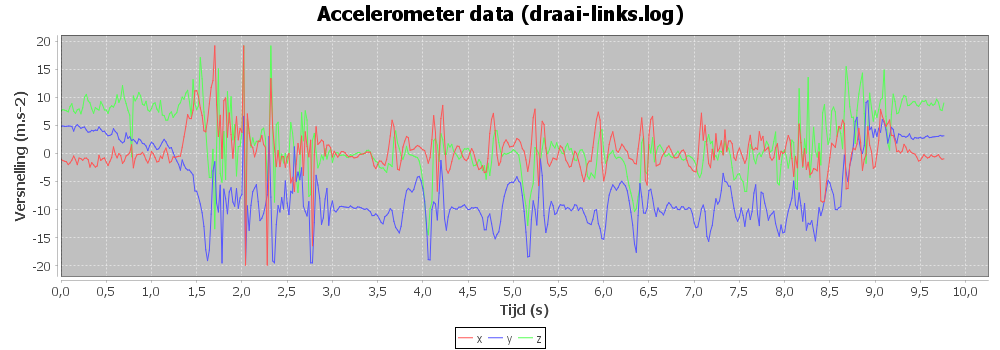 Accelerometer data (draai-links.log)
Versnelling (m.s-2)
20
15
10
5
0
-5
-10
-15
-20
0,0 0,5 1,0 1,5 2,0 2,5 3,0 3,5 4,0 4,5 5,0 5,5 6,0 6,5 7,0 7,5 8,0 8,5 9,0 9,5 10,0
Tijd (s)
x y z